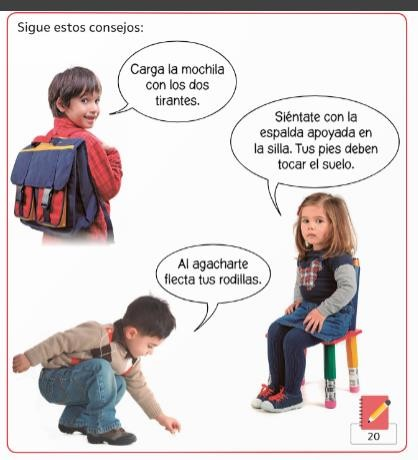 Sigue estos consejos:
Carga la mochila
con los dos
tirantes.
Siéntate con la
espalda apoyada en
la silla. Tus pies deben
tocar el suelo.
Al agacharte
flecta tus rodillas.
20